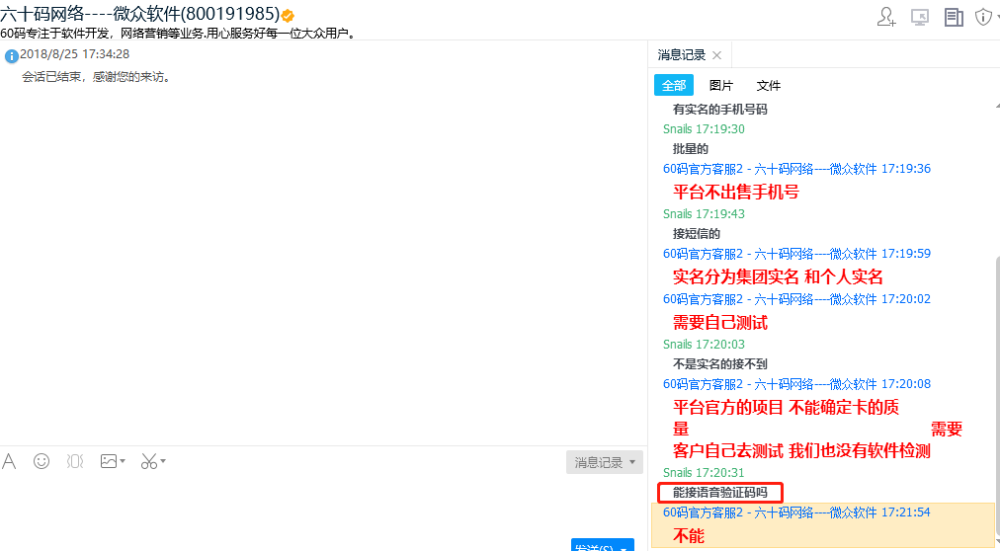 六十码网络----微众软件(800191985)
60码专注于软件开发，网络营销等业务.用心服务好每一位大众用户。
2018/8/25 17:34:28
会话已结束，感谢您的来访。
消息记录
全部 图片 文件
有实名的手机号码
Snails 17:19:30
批量的
60码官方客服2 - 六十码网络----微众软件 17:19:36
平台不出售手机号
Snails 17:19:43
接短信的
60码官方客服2 - 六十码网络----微众软件 17:19:59
实名分为集团实名 和个人实名
60码官方客服2 - 六十码网络----微众软件 17:20:02
需要自己测试
Snails 17:20:03
不是实名的接不到
60码官方客服2 - 六十码网络----微众软件 17:20:08
平台官方的项目 不能确定卡的质
量 需要
客户自己去测试 我们也没有软件检测
Snails 17:20:31
能接语音验证码吗
60码官方客服2 - 六十码网络----微众软件 17:21:54
不能
消息记录
发送(S)